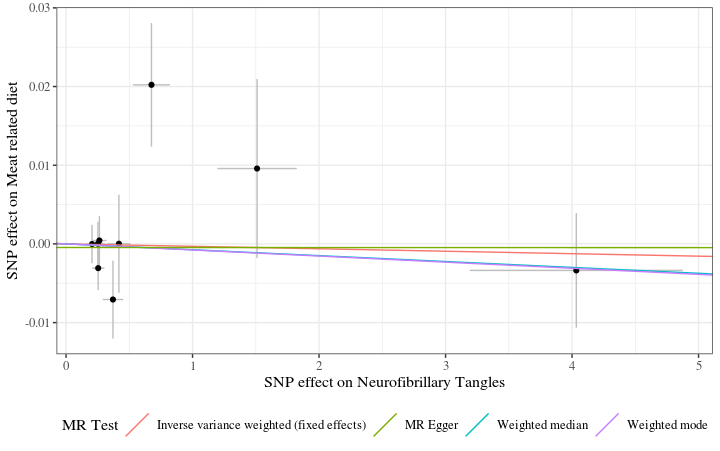 0.03
0.02
0.01
0.00
-0.01
SNP effect on Meat related diet
0 1 2 3 4 5
SNP effect on Neurofibrillary Tangles
MR Test Inverse variance weighted (fixed effects) MR Egger Weighted median Weighted mode